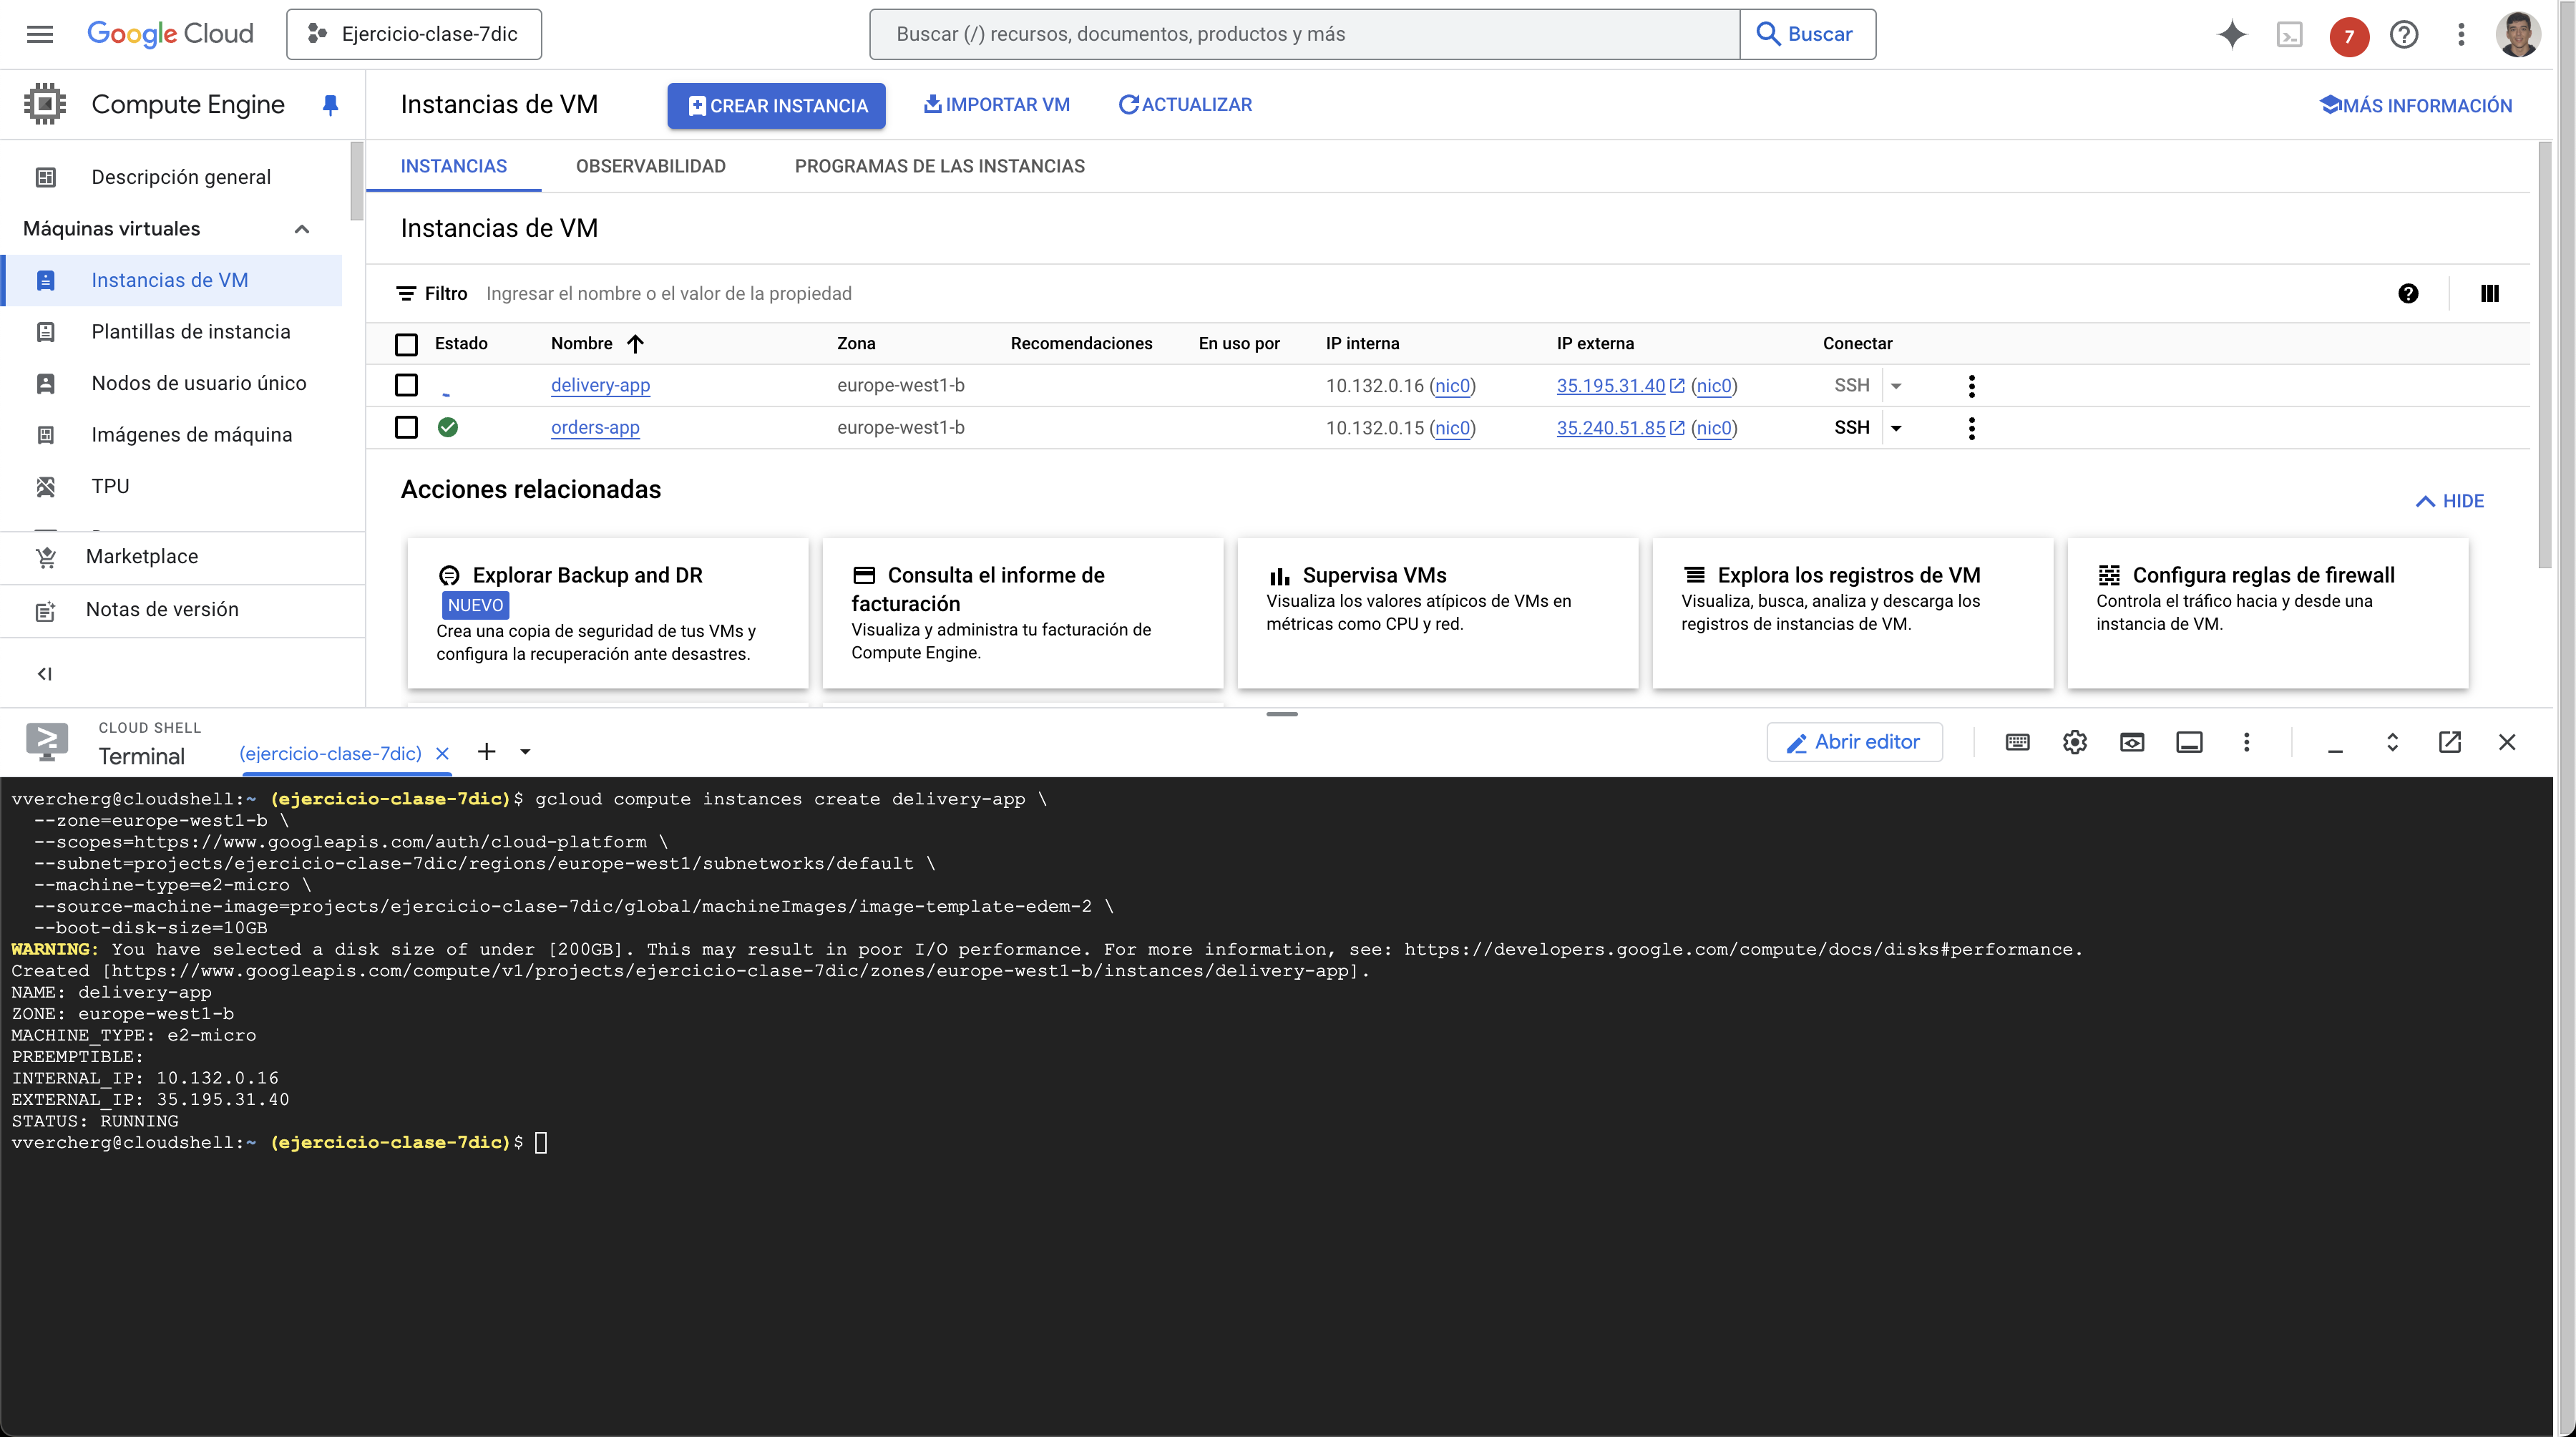 Google Cloud
Ejercicio-clase-7dic
Buscar (/) recursos, documentos, productos y más
Buscar
7
Compute Engine
Instancias de VM
CREAR INSTANCIA
IMPORTAR VM
ACTUALIZAR
MÁS INFORMACIÓN
Descripción general
Máquinas virtuales
Instancias de VM
Plantillas de instancia
Nodos de usuario único
Imágenes de máquina
TPU
Marketplace
Notas de versión
INSTANCIAS
OBSERVABILIDAD
PROGRAMAS DE LAS INSTANCIAS
Instancias de VM
Filtro Ingresar el nombre o el valor de la propiedad
Estado Nombre Zona Recomendaciones En uso por IP interna IP externa Conectar
delivery-app europe-west1-b 10.132.0.16 (nic0) 35.195.31.40 (nic0) SSH
orders-app europe-west1-b 10.132.0.15 (nic0) 35.240.51.85 (nic0) SSH
Acciones relacionadas
HIDE
Explorar Backup and DR
NUEVO
Crea una copia de seguridad de tus VMs y
configura la recuperación ante desastres.
Consulta el informe de
facturación
Visualiza y administra tu facturación de
Compute Engine.
Supervisa VMs
Visualiza los valores atípicos de VMs en
métricas como CPU y red.
Explora los registros de VM
Visualiza, busca, analiza y descarga los
registros de instancias de VM.
Configura reglas de firewall
Controla el tráfico hacia y desde una
instancia de VM.
CLOUD SHELL
Terminal
(ejercicio-clase-7dic)
Abrir editor
vvercherg@cloudshell:~ (ejercicio-clase-7dic)$ gcloud compute instances create delivery-app \
--zone=europe-west1-b \
--scopes=https://www.googleapis.com/auth/cloud-platform \
--subnet=projects/ejercicio-clase-7dic/regions/europe-west1/subnetworks/default \
--machine-type=e2-micro \
--source-machine-image=projects/ejercicio-clase-7dic/global/machineImages/image-template-edem-2 \
--boot-disk-size=10GB
WARNING: You have selected a disk size of under [200GB]. This may result in poor I/O performance. For more information, see: https://developers.google.com/compute/docs/disks#performance.
Created [https://www.googleapis.com/compute/v1/projects/ejercicio-clase-7dic/zones/europe-west1-b/instances/delivery-app].
NAME: delivery-app
ZONE: europe-west1-b
MACHINE_TYPE: e2-micro
PREEMPTIBLE:
INTERNAL_IP: 10.132.0.16
EXTERNAL_IP: 35.195.31.40
STATUS: RUNNING
vvercherg@cloudshell:~ (ejercicio-clase-7dic)$